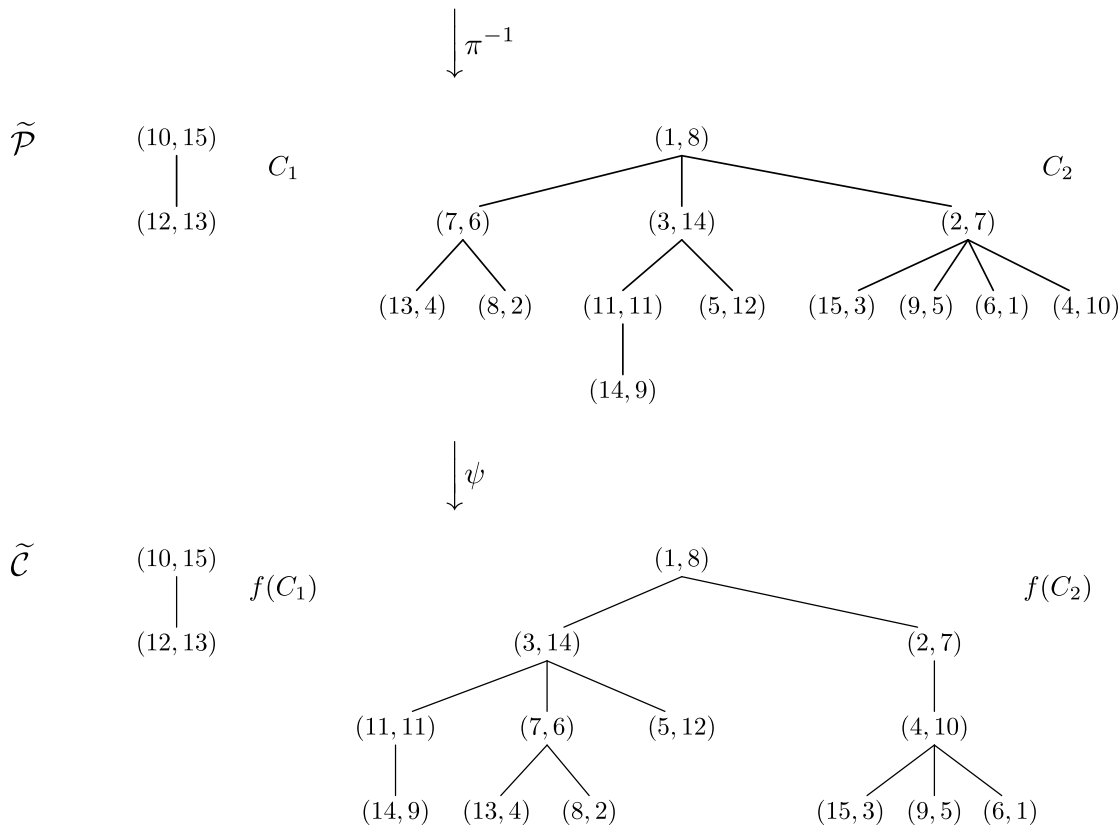 π⁻¹
𝒫̃ (10, 15) C₁ (1, 8) C₂
(12, 13) (7, 6) (3, 14) (2, 7)
(13, 4) (8, 2) (11, 11) (5, 12) (15, 3) (9, 5) (6, 1) (4, 10)
(14, 9)
ψ
𝒞̃ (10, 15) f(C₁) (1, 8) f(C₂)
(12, 13) (3, 14) (2, 7)
(11, 11) (7, 6) (5, 12) (4, 10)
(14, 9) (13, 4) (8, 2) (15, 3) (9, 5) (6, 1)